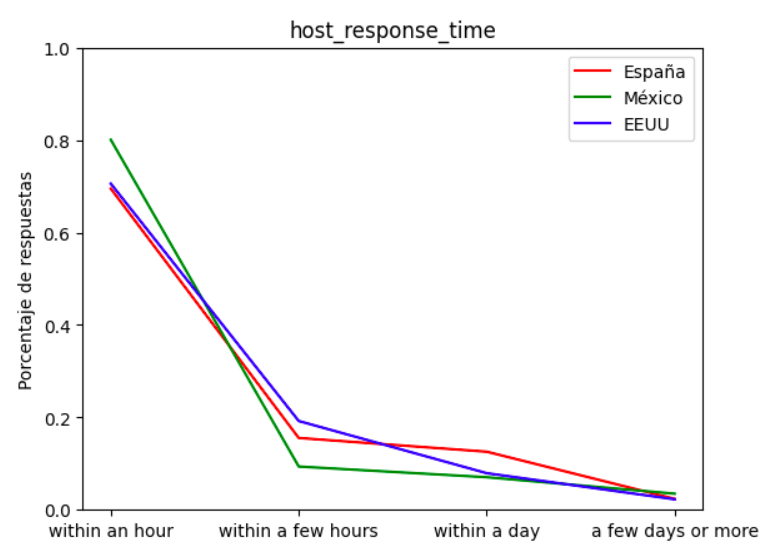 host_response_time
España
México
EEUU
Porcentaje de respuestas
1.0
0.8
0.6
0.4
0.2
0.0
within an hour
within a few hours
within a day
a few days or more